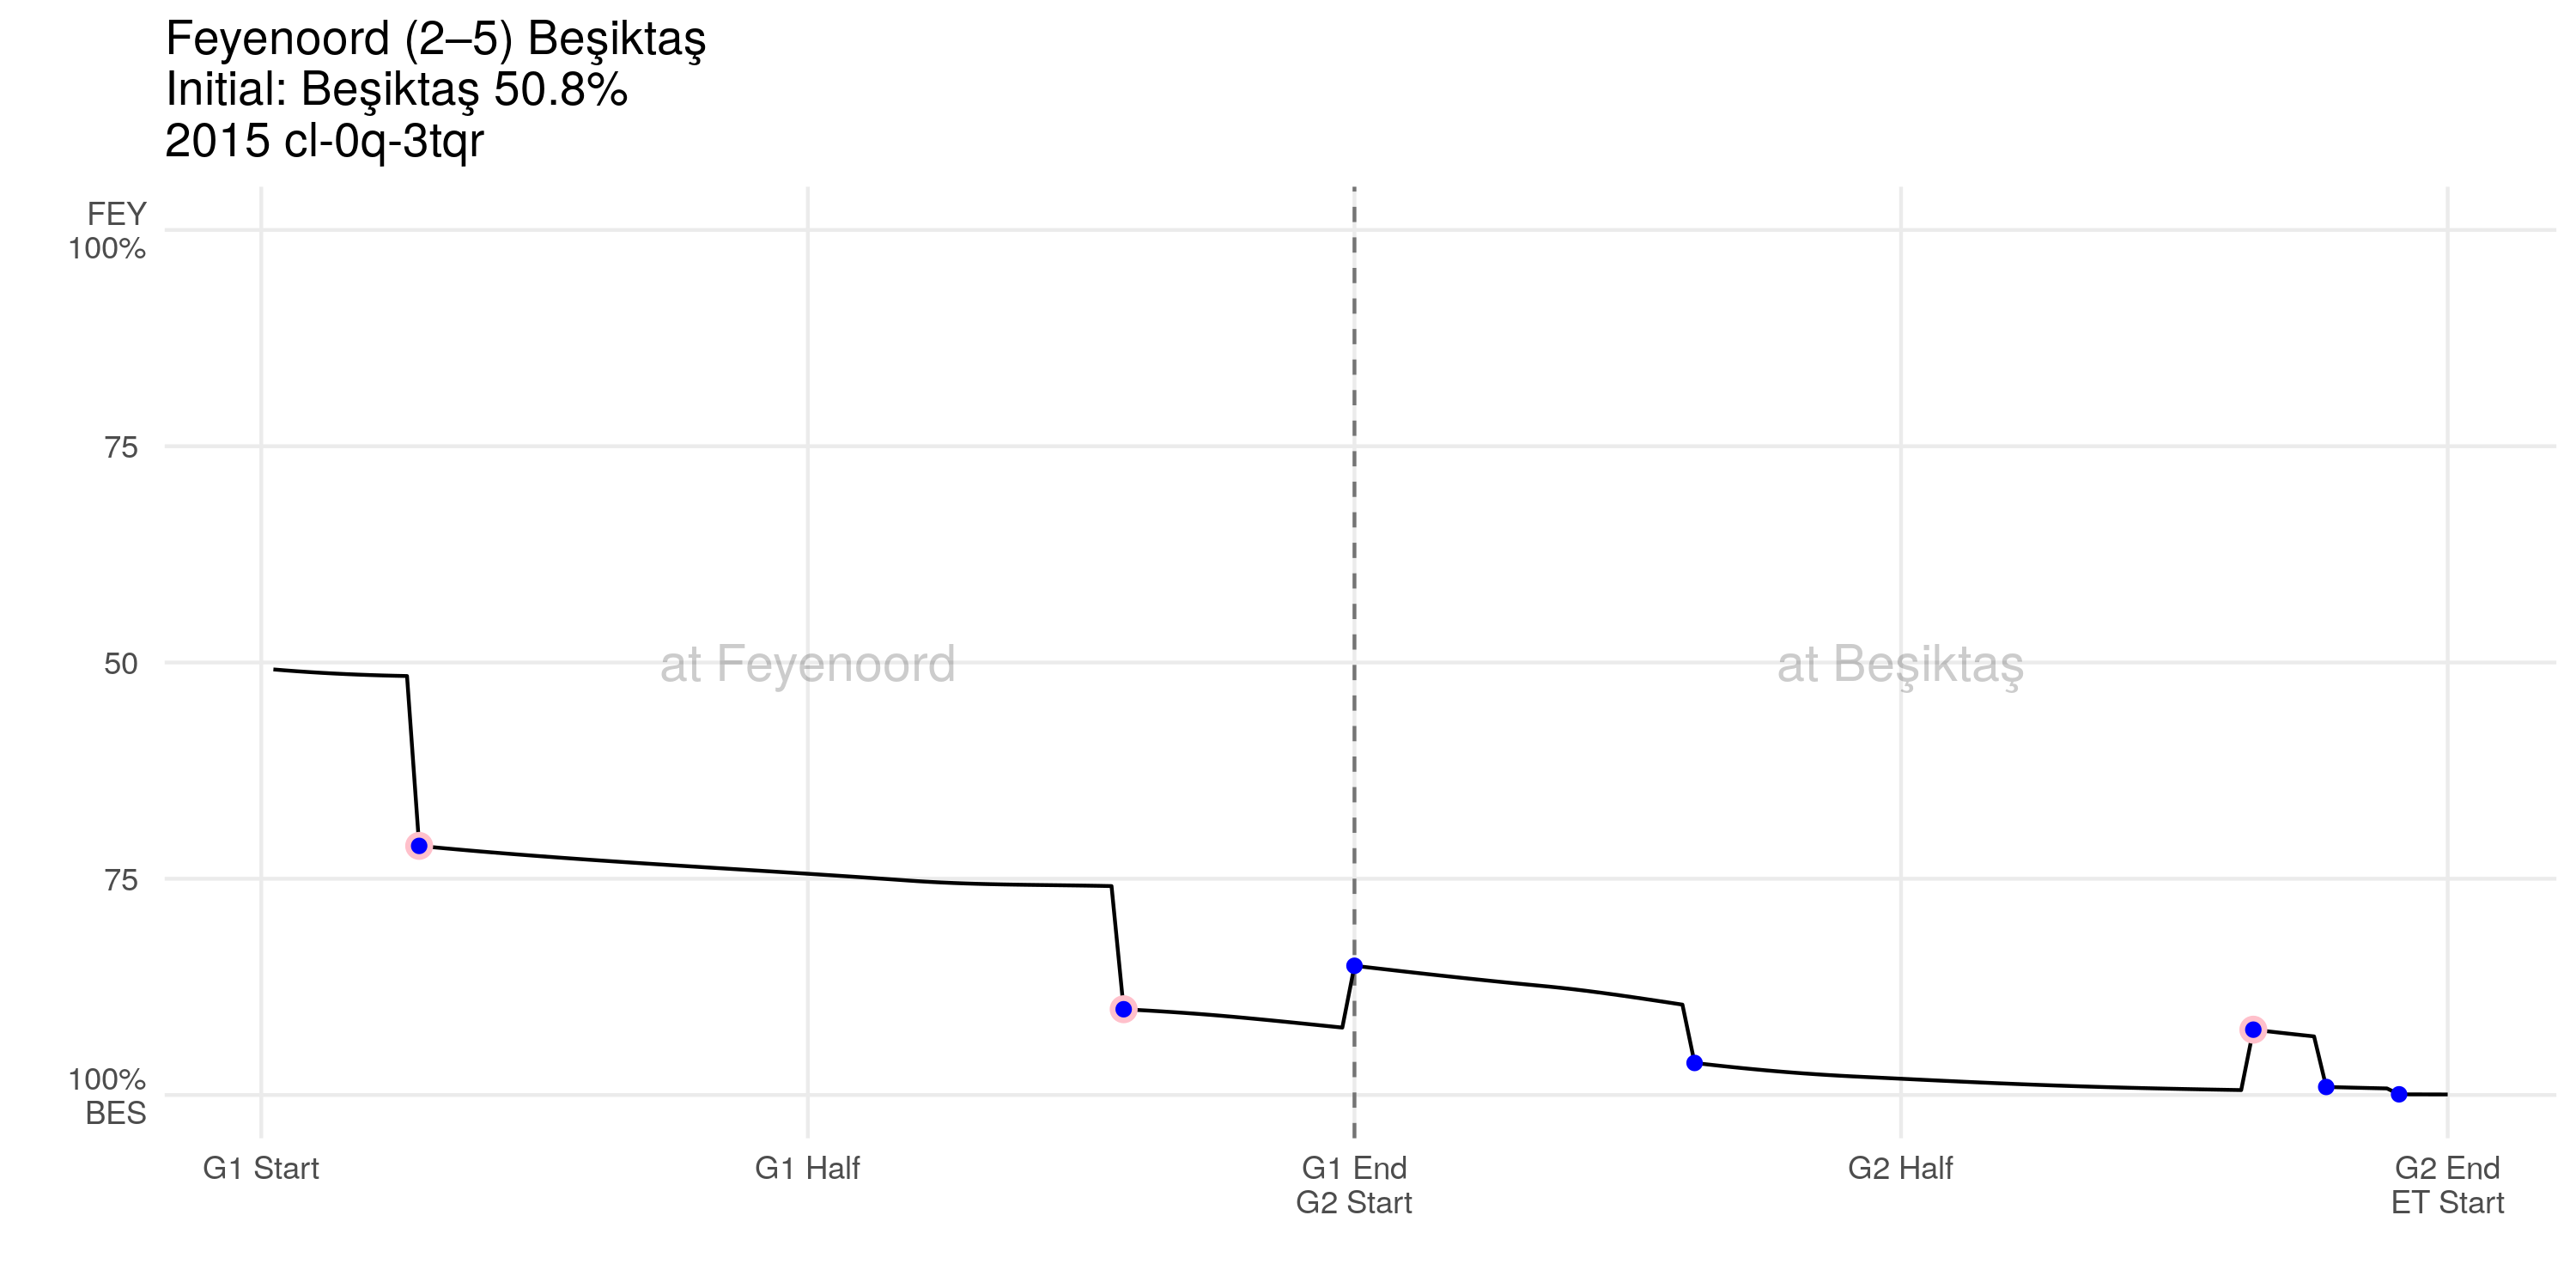 Feyenoord (2–5) Beşiktaş
Initial: Beşiktaş 50.8%
2015 cl-0q-3tqr
FEY
100%
75
50
75
100%
BES
at Feyenoord
at Beşiktaş
G1 Start
G1 Half
G1 End
G2 Start
G2 Half
G2 End
ET Start